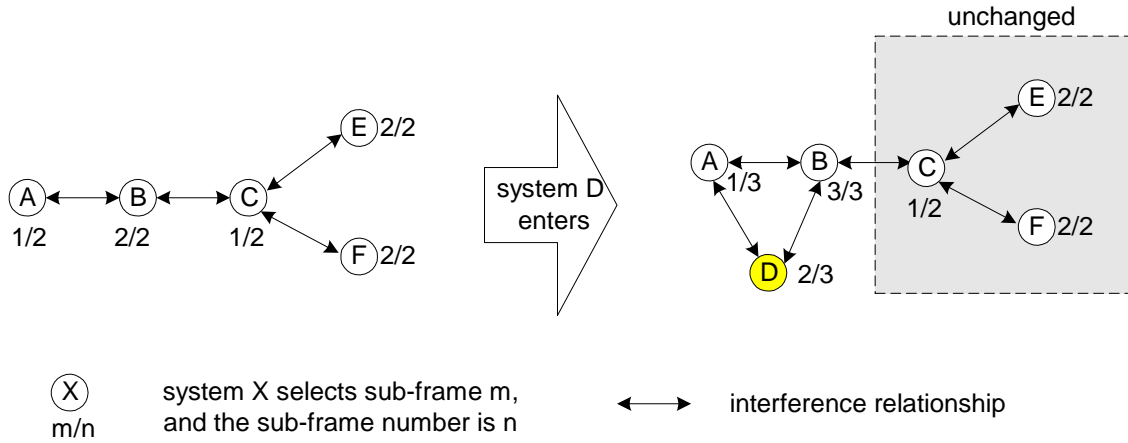 unchanged
E 2/2
A
B
C
1/2
2/2
1/2
F 2/2
system D
enters
E 2/2
A
B
C
1/3
3/3
1/2
F 2/2
D 2/3
X
m/n
system X selects sub-frame m,
and the sub-frame number is n
interference relationship